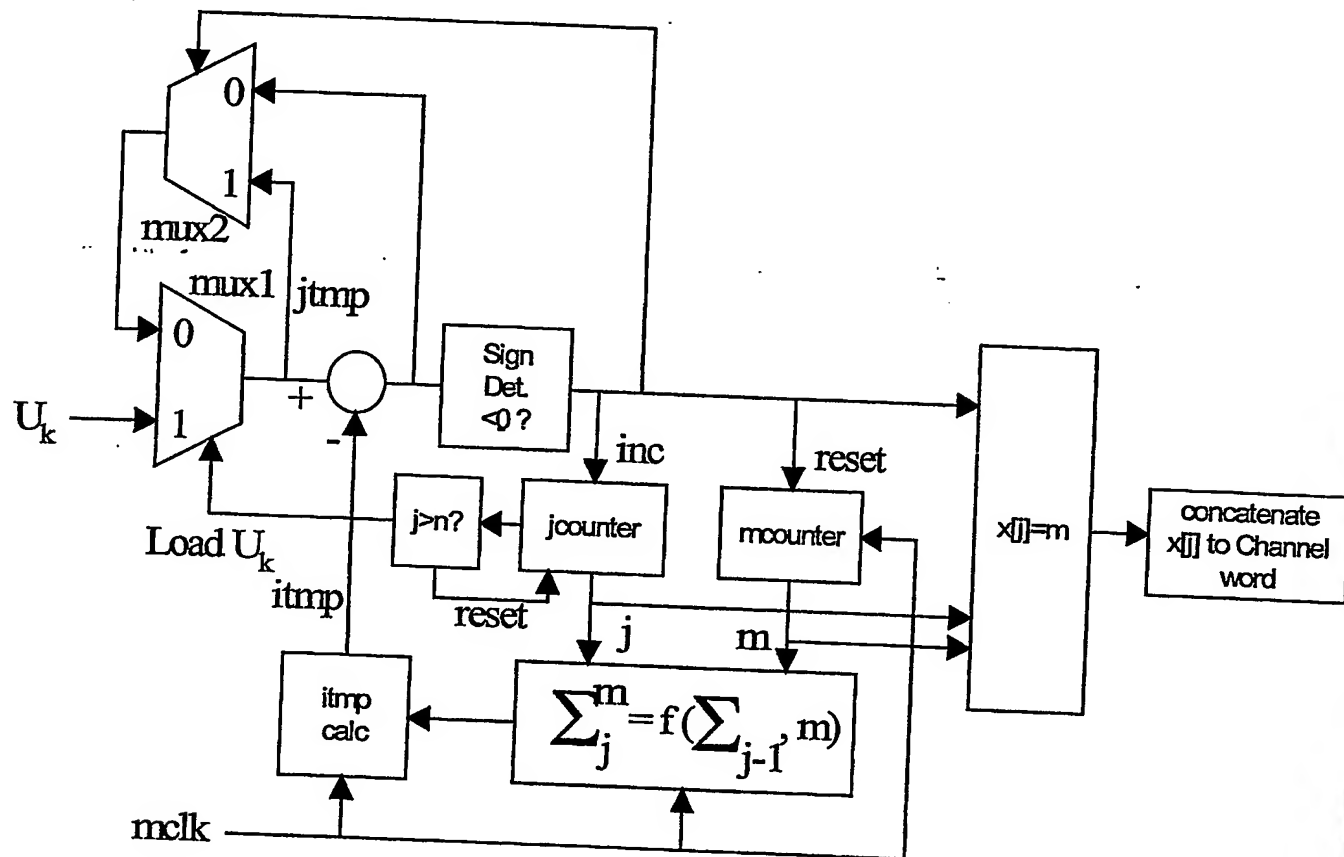 0
1
mux2
mux1
jtmp
0
1
U_k
+
-
Sign
Det.
<0 ?
inc
reset
j>n?
jcounter
mcounter
x[j]=m
concatenate
x[j] to Channel
word
Load U_k
itmp
reset
j
m
itmp
calc
∑_j^m = f(∑_{j-1}, m)
mclk